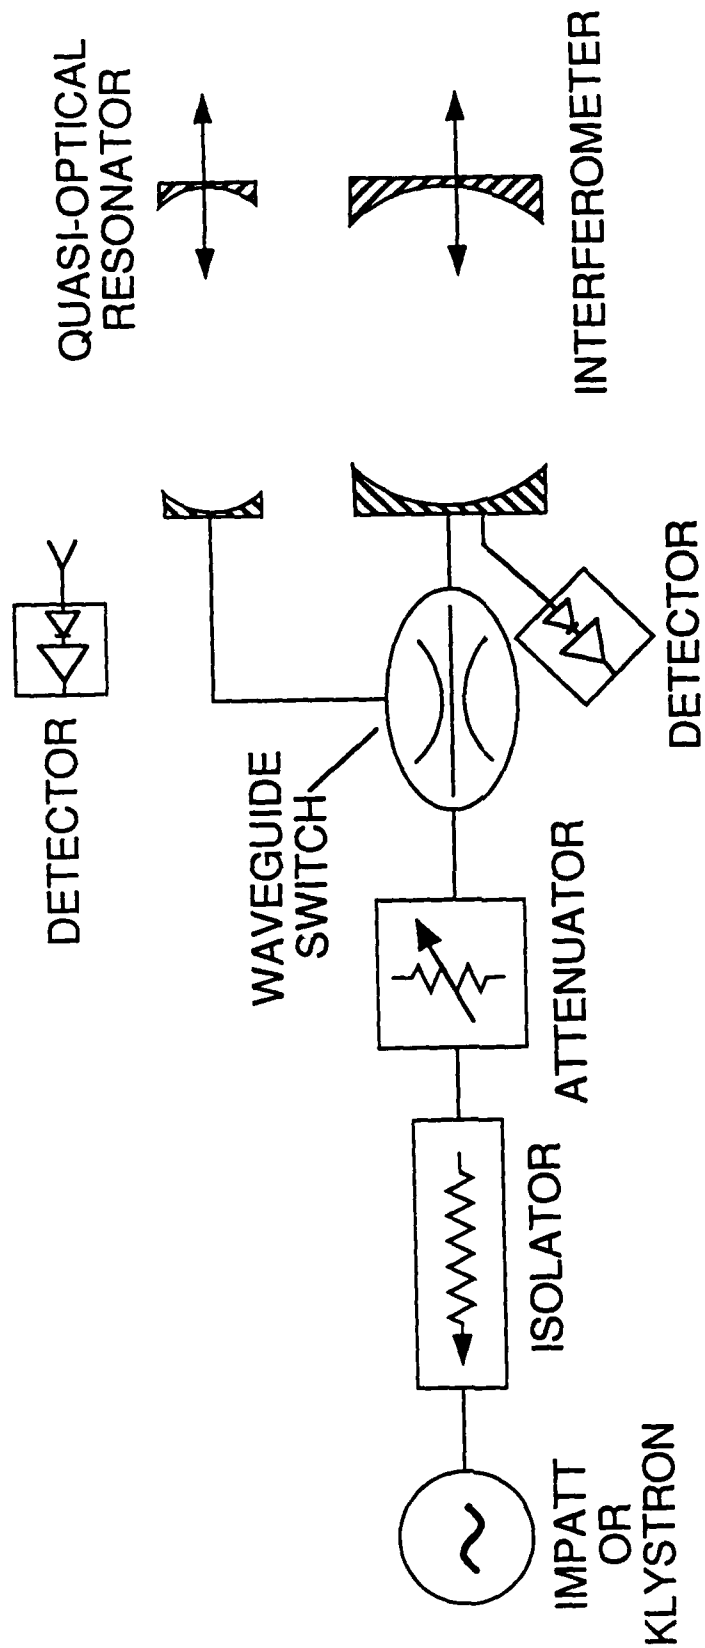 QUASI-OPTICAL
RESONATOR
DETECTOR
WAVEGUIDE
SWITCH
INTERFEROMETER
DETECTOR
ATTENUATOR
ISOLATOR
IMPATT
OR
KLYSTRON